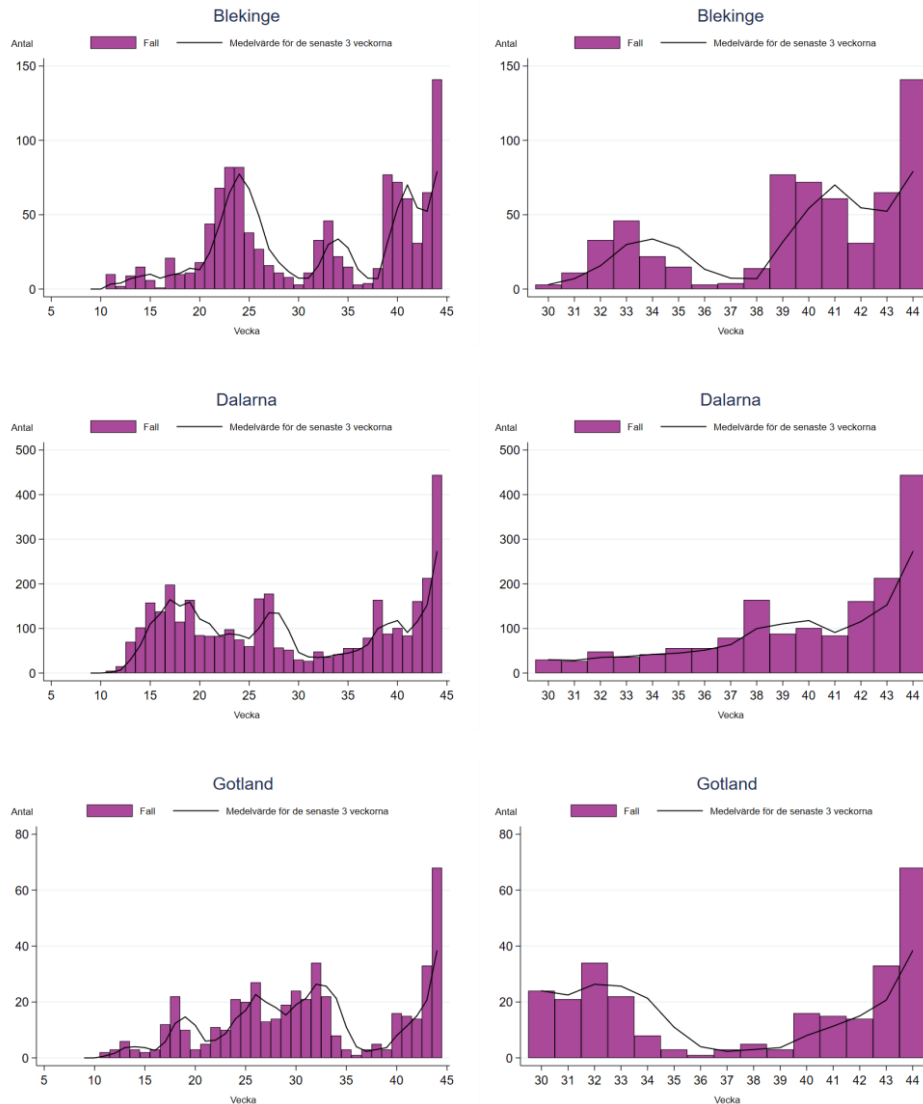 Blekinge
Antal Fall Medelvärde för de senaste 3 veckorna
150
100
50
0
5 10 15 20 25 30 35 40 45
Vecka
Blekinge
Antal Fall Medelvärde för de senaste 3 veckorna
150
100
50
0
30 31 32 33 34 35 36 37 38 39 40 41 42 43 44
Vecka
Dalarna
Antal Fall Medelvärde för de senaste 3 veckorna
500
400
300
200
100
0
5 10 15 20 25 30 35 40 45
Vecka
Dalarna
Antal Fall Medelvärde för de senaste 3 veckorna
500
400
300
200
100
0
30 31 32 33 34 35 36 37 38 39 40 41 42 43 44
Vecka
Gotland
Antal Fall Medelvärde för de senaste 3 veckorna
80
60
40
20
0
5 10 15 20 25 30 35 40 45
Vecka
Gotland
Antal Fall Medelvärde för de senaste 3 veckorna
80
60
40
20
0
30 31 32 33 34 35 36 37 38 39 40 41 42 43 44
Vecka